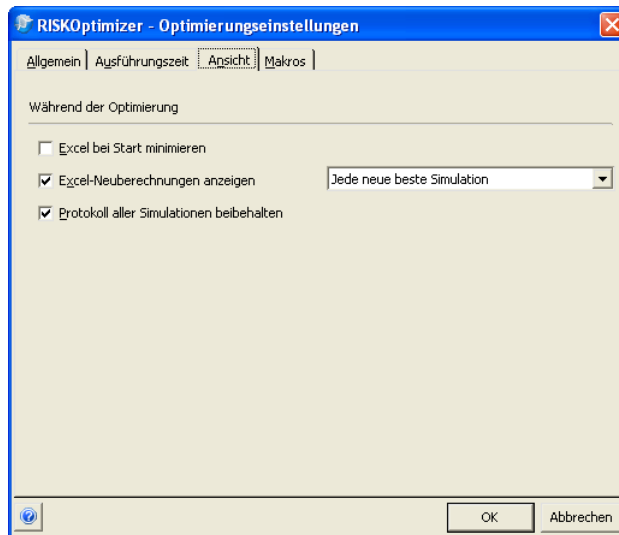 RISKOptimizer - Optimierungseinstellungen
Allgemein Ausführungszeit Ansicht Makros
Während der Optimierung
Excel bei Start minimieren
Excel-Neuberechnungen anzeigen Jede neue beste Simulation
Protokoll aller Simulationen beibehalten
OK Abbrechen